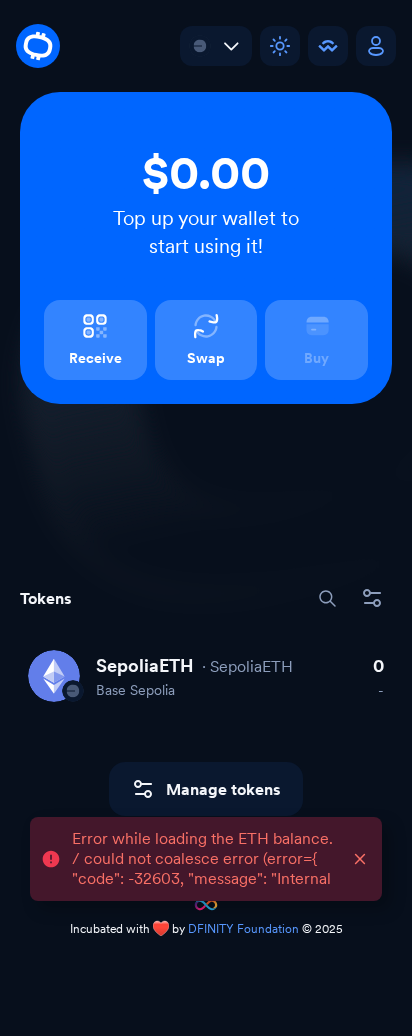 $0.00
Top up your wallet to
start using it!
Receive
Swap
Buy
Tokens
SepoliaETH · SepoliaETH 0
Base Sepolia -
Manage tokens
Error while loading the ETH balance.
/ could not coalesce error (error={
"code": -32603, "message": "Internal
Incubated with ❤️ by DFINITY Foundation © 2025